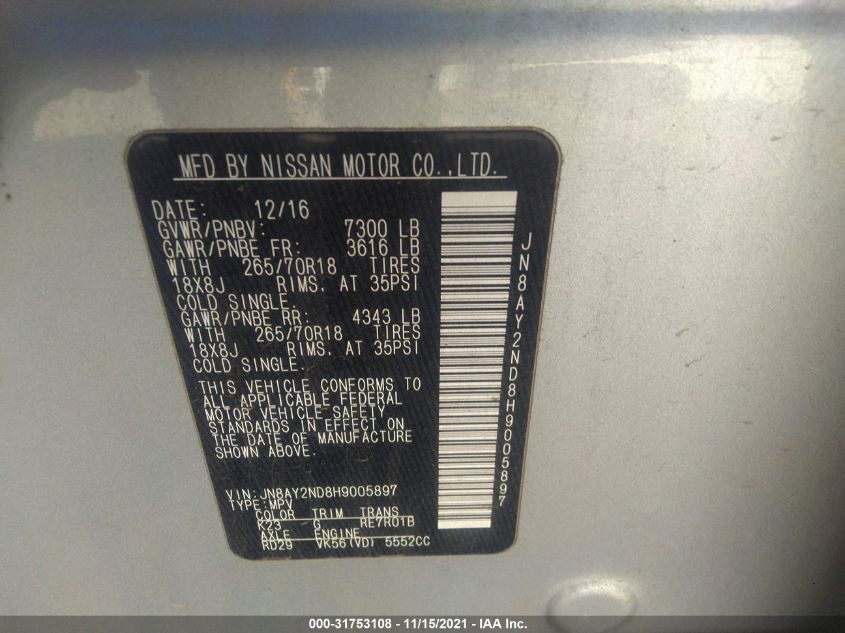 MFD BY NISSAN MOTOR CO.,LTD.
DATE: 12/16
GVWR/PNBV: 7300 LB
GAWR/PNBE FR: 3616 LB
WITH 265/70R18 TIRES
18X8J RIMS, AT 35PSI
COLD SINGLE.
GAWR/PNBE RR: 4343 LB
WITH 265/70R18 TIRES
18X8J RIMS, AT 35PSI
COLD SINGLE.
THIS VEHICLE CONFORMS TO
ALL APPLICABLE FEDERAL
MOTOR VEHICLE SAFETY
STANDARDS IN EFFECT ON
THE DATE OF MANUFACTURE
SHOWN ABOVE.
VIN:JN8AY2ND8H9005897
TYPE:MPV
COLOR TRIM TRANS
K23 G RE7R01B
AXLE ENGINE
RD29 VK56(VD) 5552CC
JN8AY2ND8H9005897
000-31753108 - 11/15/2021 - IAA Inc.